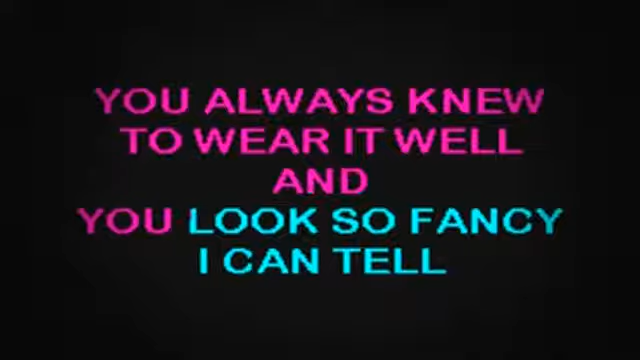 YOU ALWAYS KNEW
TO WEAR IT WELL
AND
YOU LOOK SO FANCY
I CAN TELL